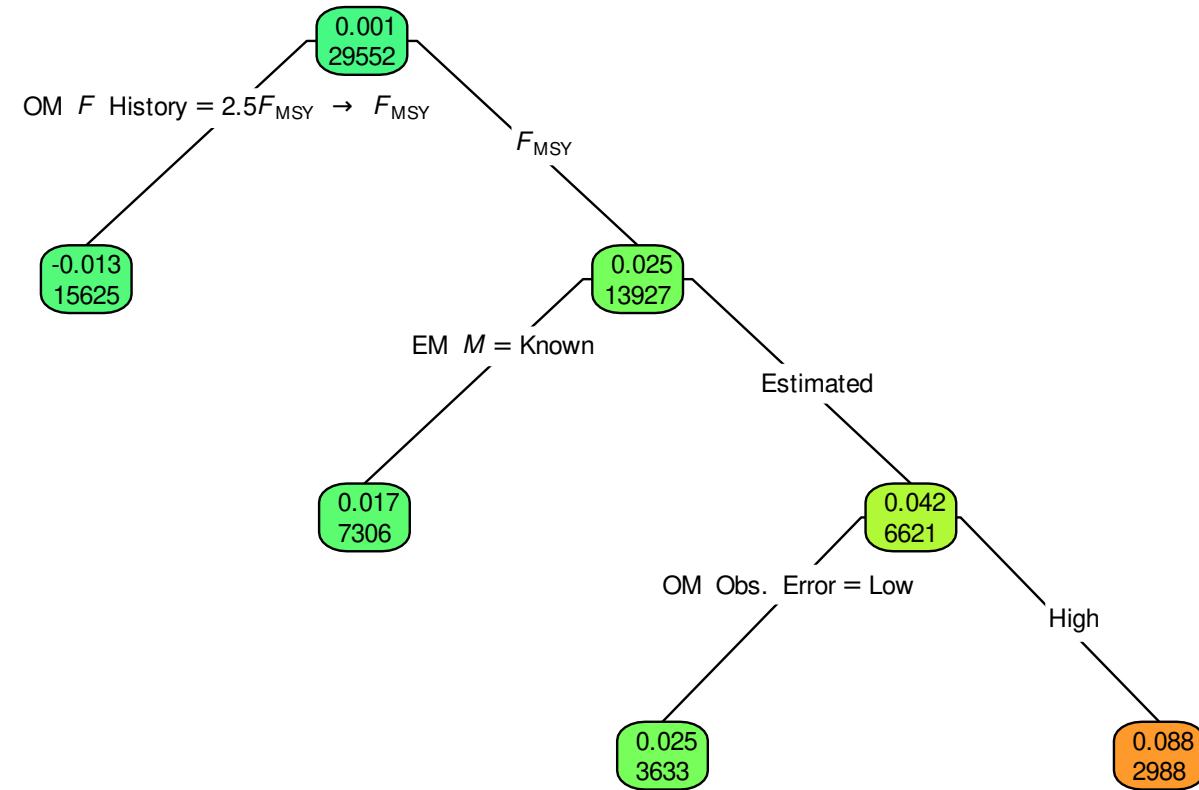 0.001
29552
OM F History = 2.5F_MSY → F_MSY
F_MSY
-0.013
15625
0.025
13927
EM M = Known
Estimated
0.017
7306
0.042
6621
OM Obs. Error = Low
High
0.025
3633
0.088
2988